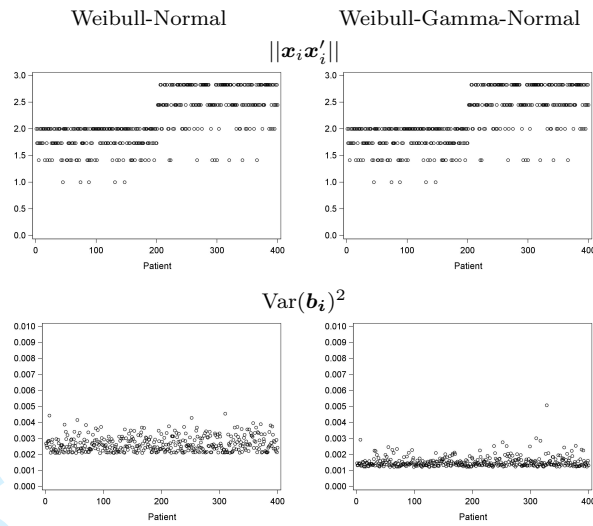 Weibull-Normal Weibull-Gamma-Normal
||x_i x'_i||
3.0 3.0
2.5 2.5
2.0 2.0
1.5 1.5
1.0 1.0
0.5 0.5
0.0 0.0
0 100 200 300 400 0 100 200 300 400
Patient Patient
Var(b_i)²
0.010 0.010
0.009 0.009
0.008 0.008
0.007 0.007
0.006 0.006
0.005 0.005
0.004 0.004
0.003 0.003
0.002 0.002
0.001 0.001
0.000 0.000
0 100 200 300 400 0 100 200 300 400
Patient Patient